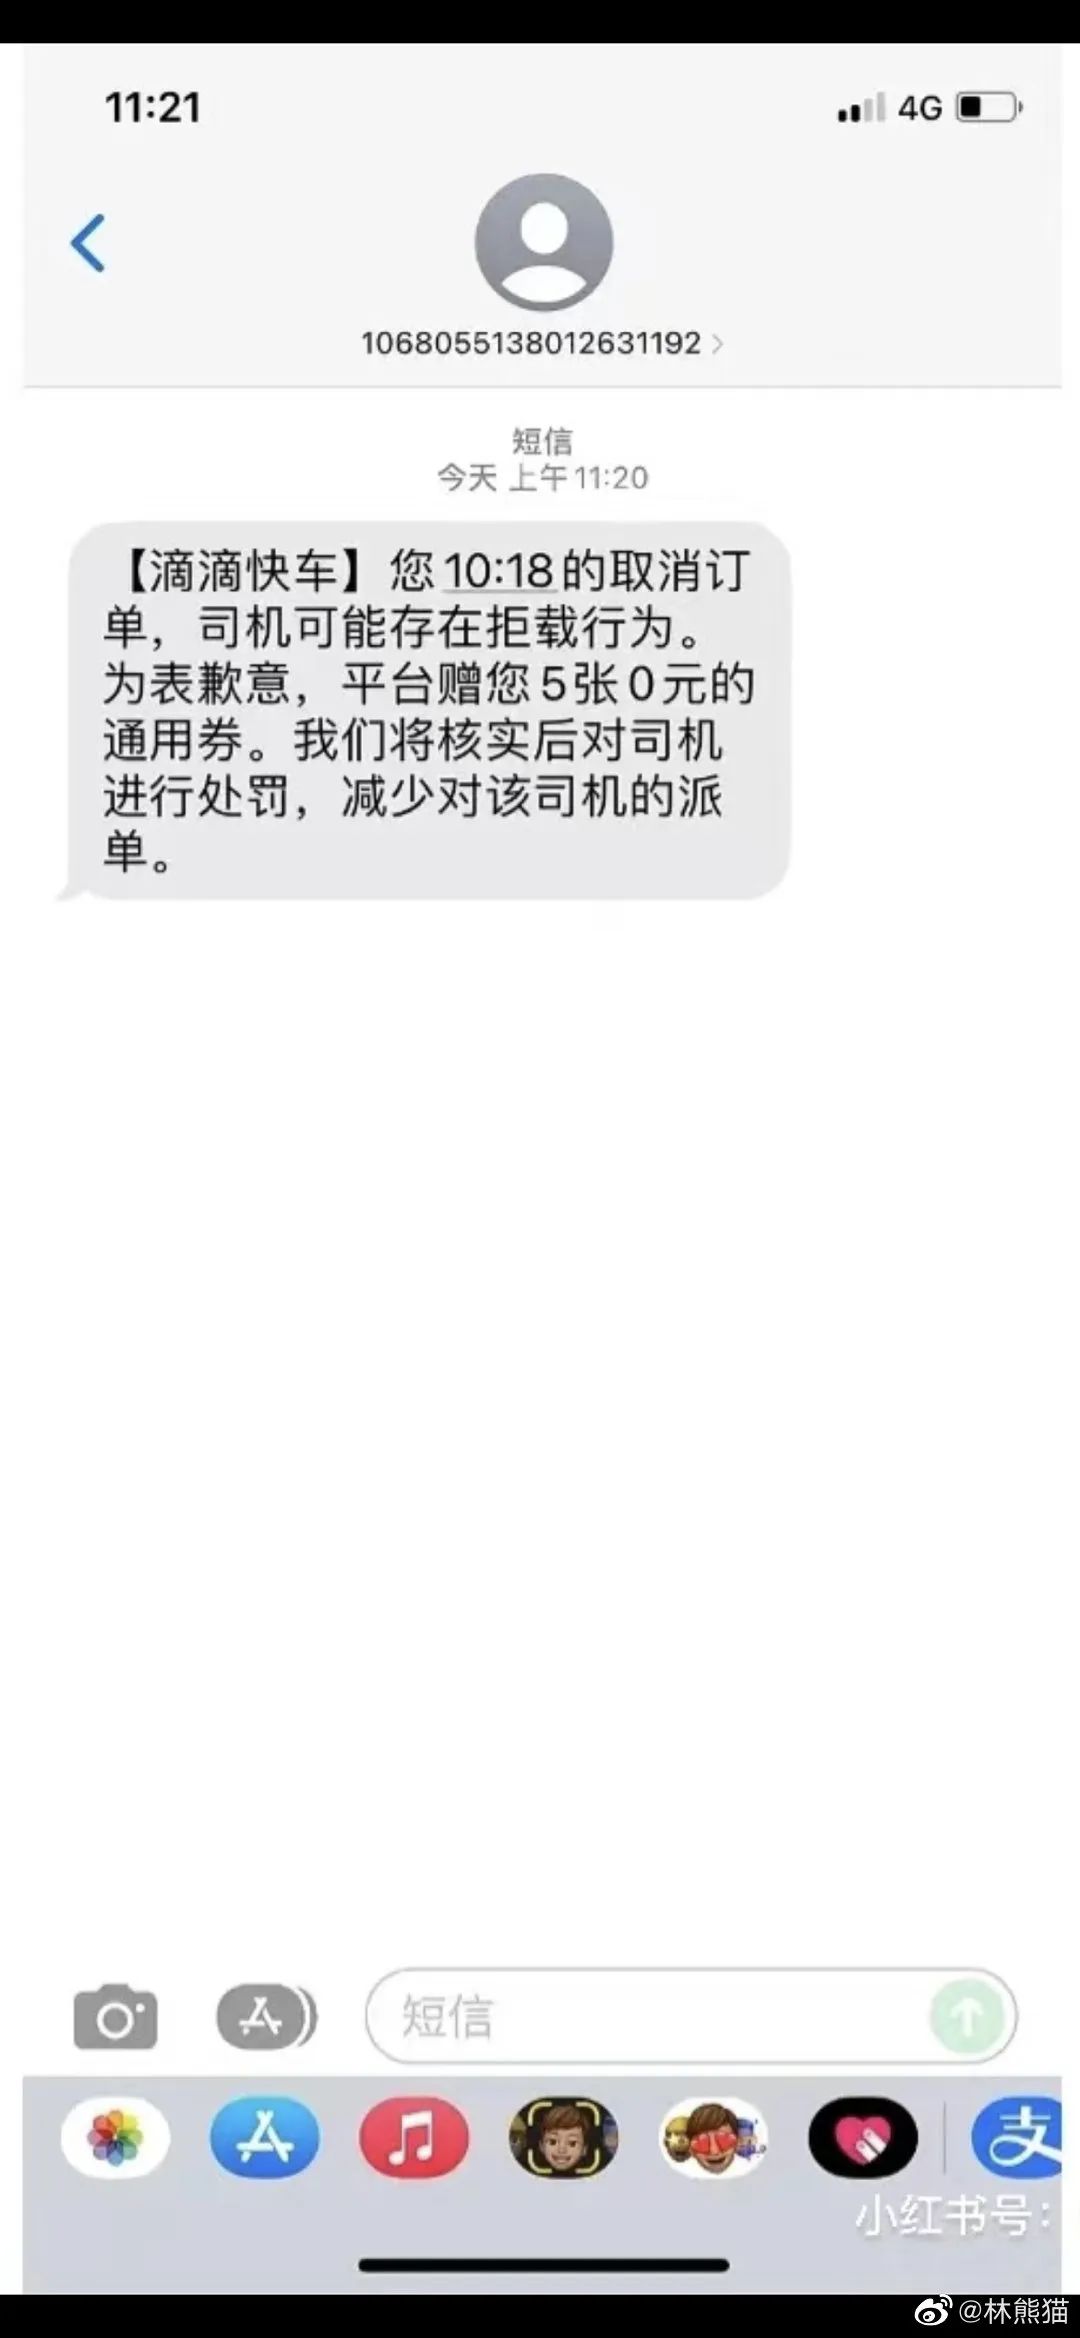 11:21
4G
1068055138012631192
短信
今天 上午 11:20
【滴滴快车】您10:18的取消订
单，司机可能存在拒载行为。
为表歉意，平台赠您5张0元的
通用券。我们将核实后对司机
进行处罚，减少对该司机的派
单。
短信
支
小红书号：
@林熊猫